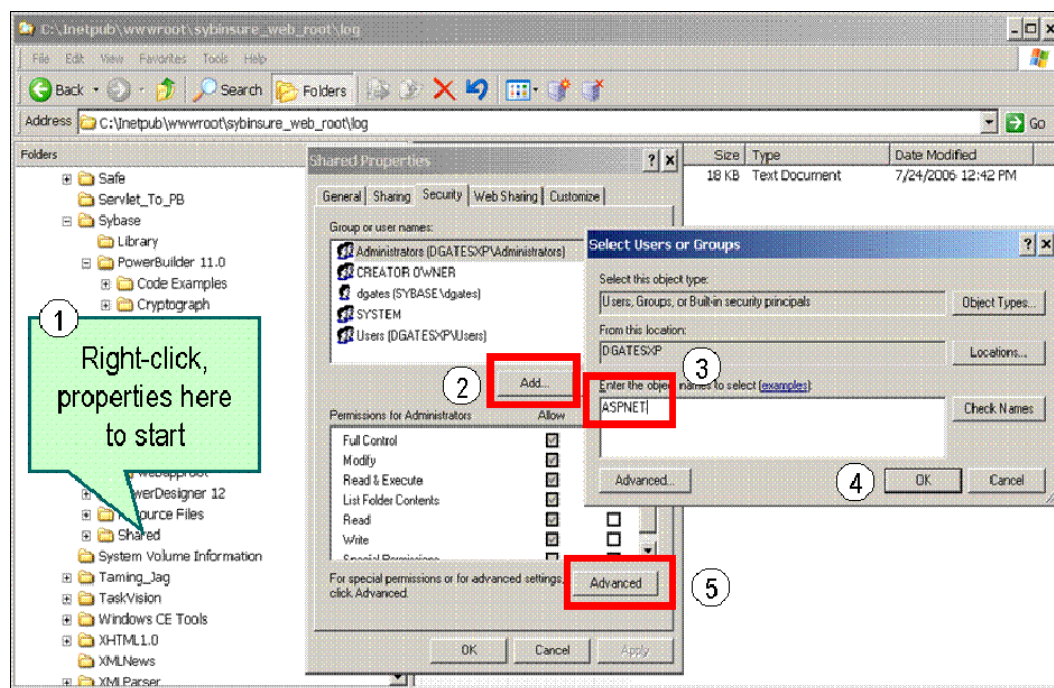 C:\Inetpub\wwwroot\sybinsure_web_root\log
File Edit View Favorites Tools Help
Back Search Folders
Address C:\Inetpub\wwwroot\sybinsure_web_root\log Go
Folders
Safe
Servlet_To_PB
Sybase
Library
PowerBuilder 11.0
Code Examples
Cryptograph
1
Right-click,
properties here
to start
webapproot
werDesigner 12
ource Files
Shared
System Volume Information
Taming_Jag
TaskVision
Windows CE Tools
XHTML1.0
XMLNews
XMLParser
Size Type Date Modified
18 KB Text Document 7/24/2006 12:42 PM
Shared Properties
General Sharing Security Web Sharing Customize
Group or user names:
Administrators (DGATESXP\Administrators)
CREATOR OWNER
dgates (SYBASE\dgates)
SYSTEM
Users (DGATESXP\Users)
2
Add...
Permissions for Administrators Allow
Full Control
Modify
Read & Execute
List Folder Contents
Read
Write
Special Permissions
For special permissions or for advanced settings,
click Advanced.
Advanced
5
OK Cancel Apply
Select Users or Groups
Select this object type:
Users, Groups, or Built-in security principals
Object Types...
From this location:
DGATESXP
Locations...
3
Enter the object names to select (examples):
ASPNET
Check Names
Advanced...
4
OK Cancel